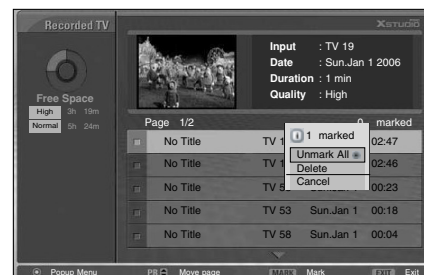 Recorded TV
XSTUDIO
Input : TV 19
Date : Sun.Jan 1 2006
Duration : 1 min
Quality : High
Free Space
High 3h 19m
Normal 5h 24m
Page 1/2 0 marked
No Title TV 1 02:47
No Title TV 1 02:46
No Title TV 5 00:23
No Title TV 53 Sun.Jan 1 00:18
No Title TV 58 Sun.Jan 1 00:04
i 1 marked
Unmark All
Delete
Cancel
Popup Menu PR Move page MARK Mark EXIT Exit